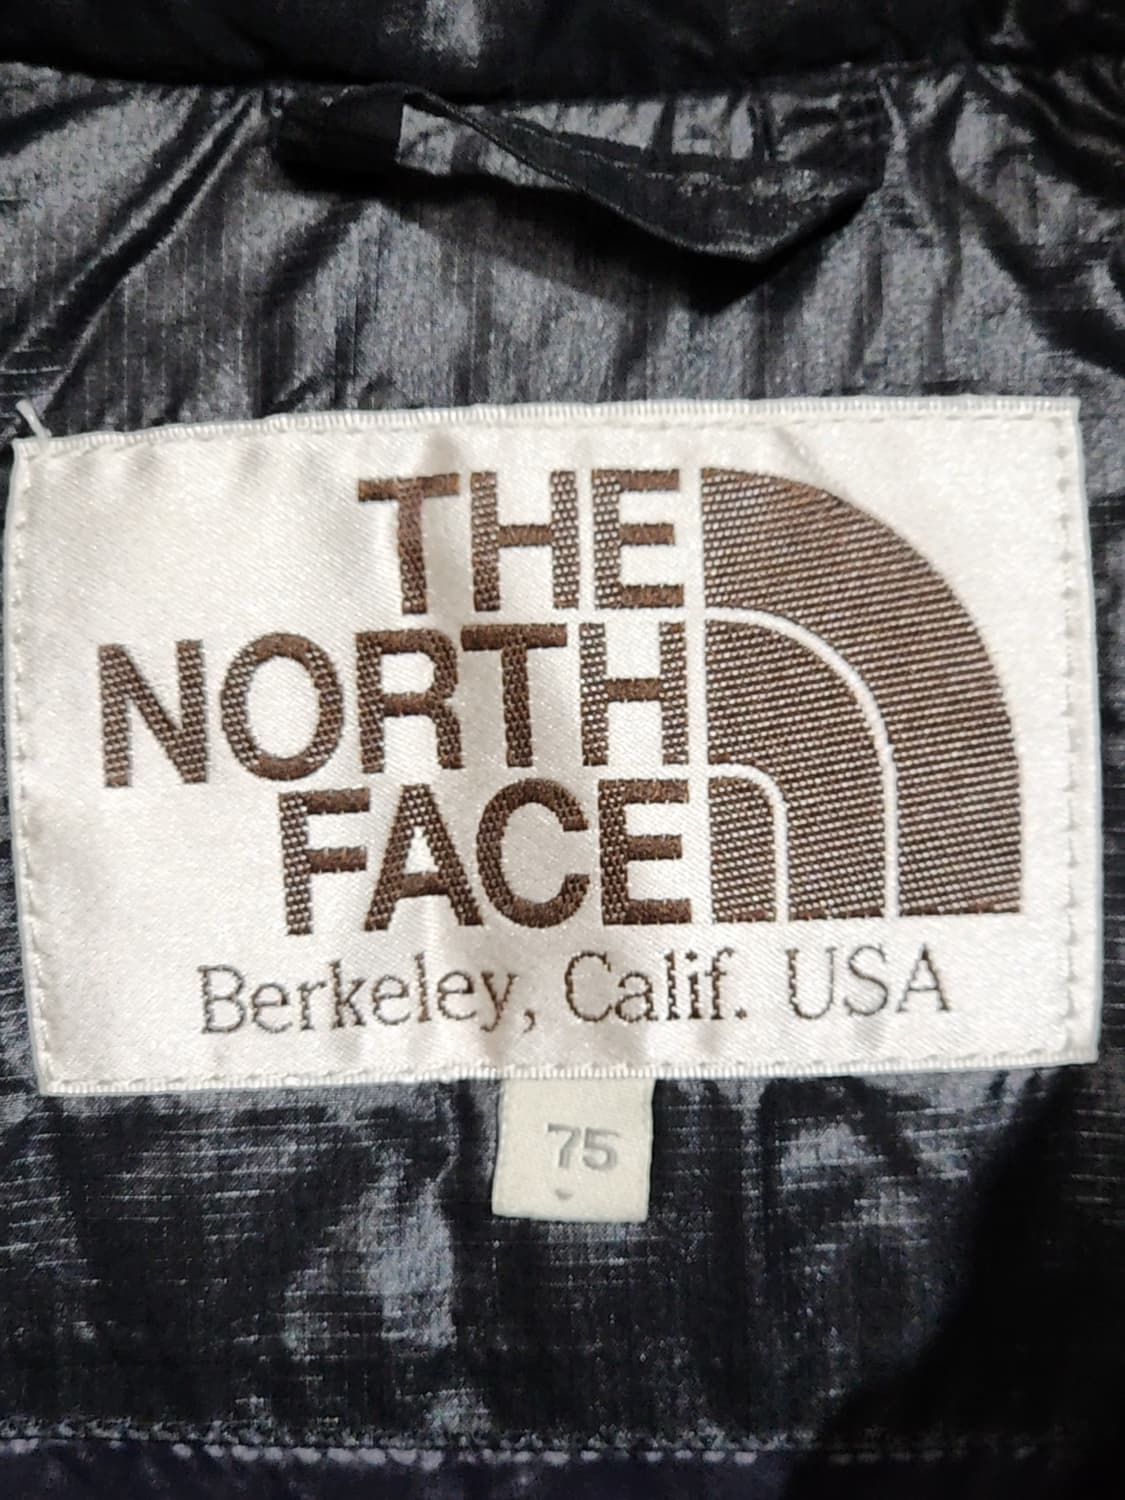 THE
NORTH
FACE
Berkeley, Calif. USA
75